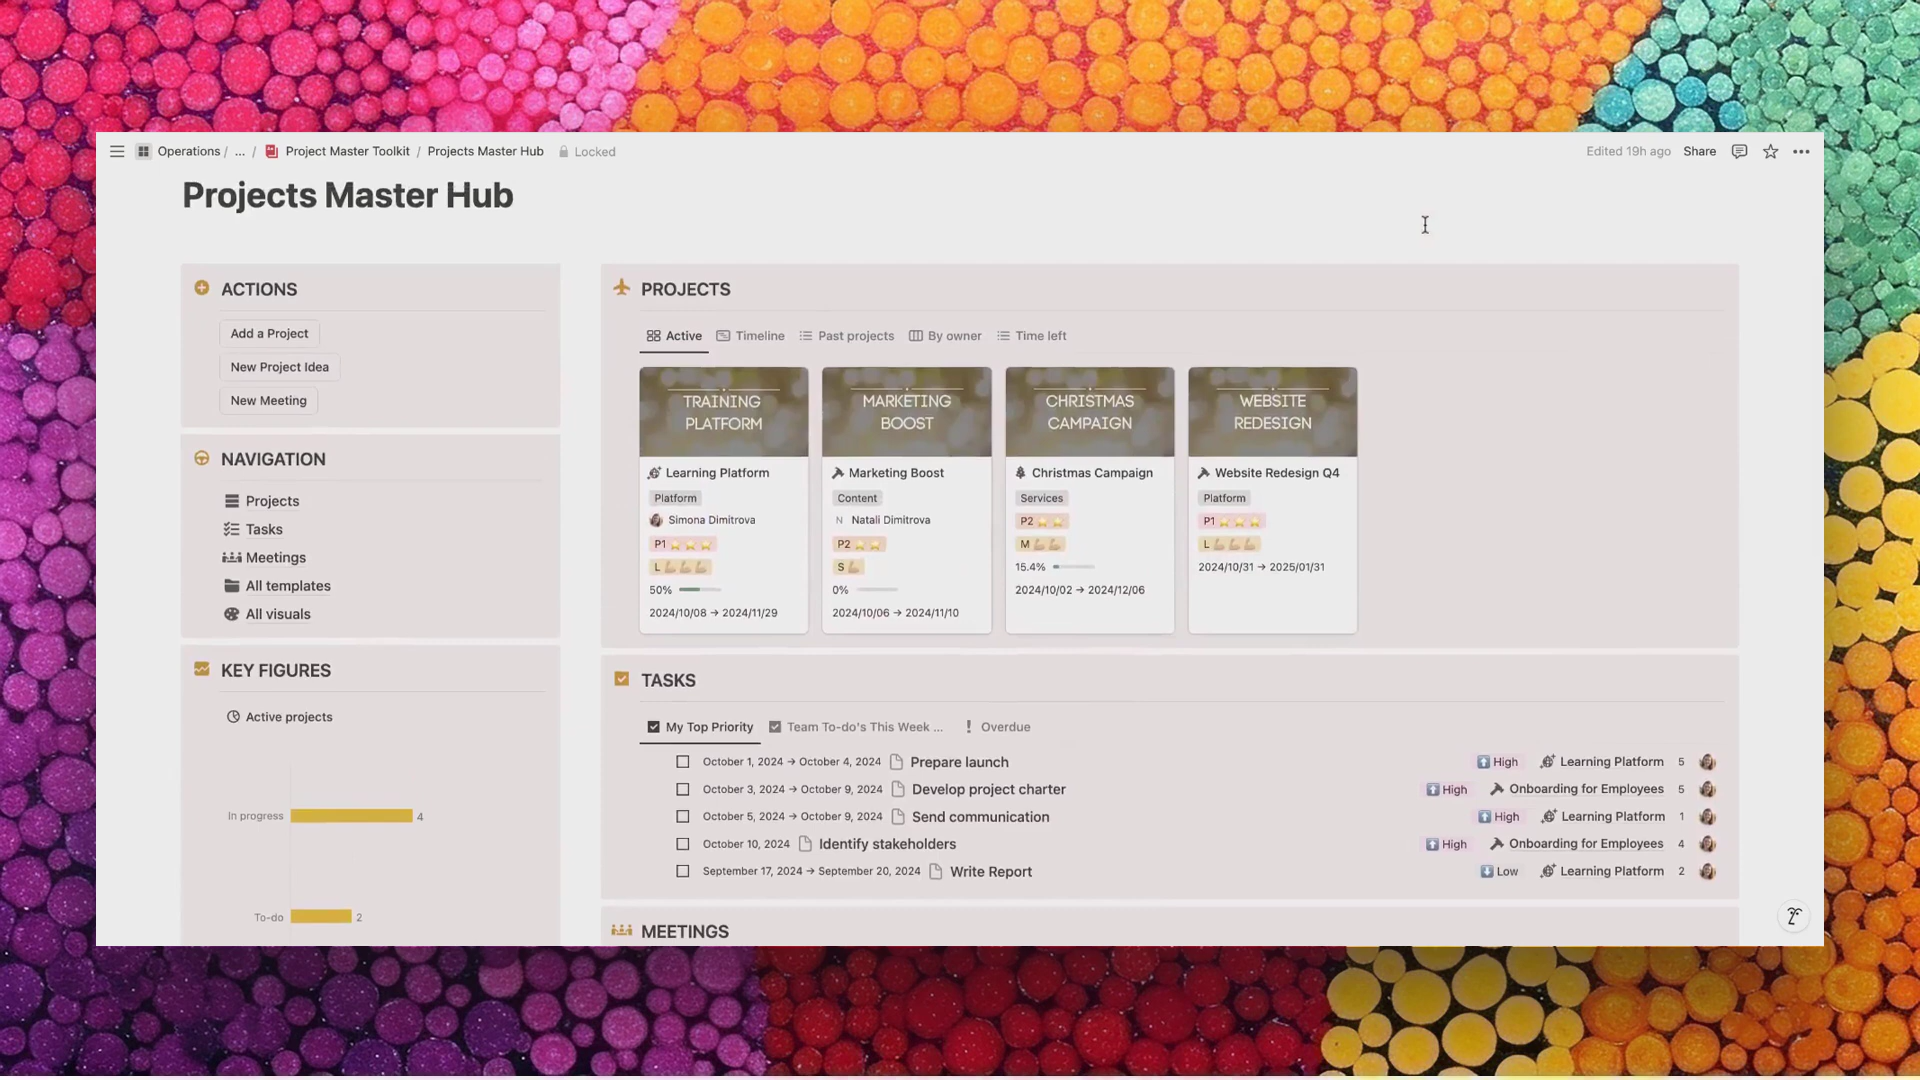 Operations / ... / Project Master Toolkit / Projects Master Hub Locked
Edited 19h ago Share
Projects Master Hub
ACTIONS
Add a Project
New Project Idea
New Meeting
NAVIGATION
Projects
Tasks
Meetings
All templates
All visuals
KEY FIGURES
Active projects
In progress 4
To-do 2
PROJECTS
Active Timeline Past projects By owner Time left
TRAINING
PLATFORM
Learning Platform
Platform
Simona Dimitrova
P1
L
50%
2024/10/08 → 2024/11/29
MARKETING
BOOST
Marketing Boost
Content
N Natali Dimitrova
P2
S
0%
2024/10/06 → 2024/11/10
CHRISTMAS
CAMPAIGN
Christmas Campaign
Services
P2
M
15.4%
2024/10/02 → 2024/12/06
WEBSITE
REDESIGN
Website Redesign Q4
Platform
P1
L
2024/10/31 → 2025/01/31
TASKS
My Top Priority Team To-do's This Week ... Overdue
October 1, 2024 → October 4, 2024 Prepare launch High Learning Platform 5
October 3, 2024 → October 9, 2024 Develop project charter High Onboarding for Employees 5
October 5, 2024 → October 9, 2024 Send communication High Learning Platform 1
October 10, 2024 Identify stakeholders High Onboarding for Employees 4
September 17, 2024 → September 20, 2024 Write Report Low Learning Platform 2
MEETINGS